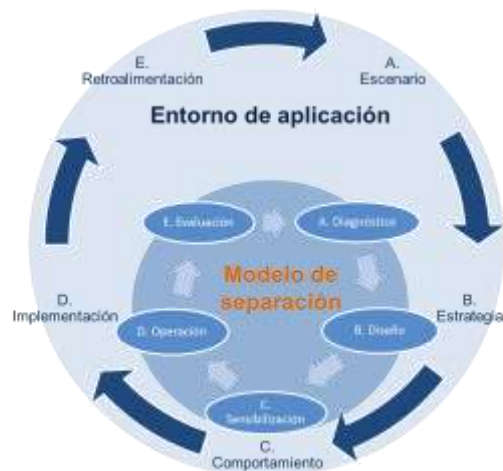 E.
Retroalimentación
A.
Escenario
Entorno de aplicación
E. Evaluación
A. Diagnóstico
Modelo de
separación
D.
Implementación
B.
Estrategia
D. Operación
B. Diseño
C.
Sensibilización
C.
Comportamiento